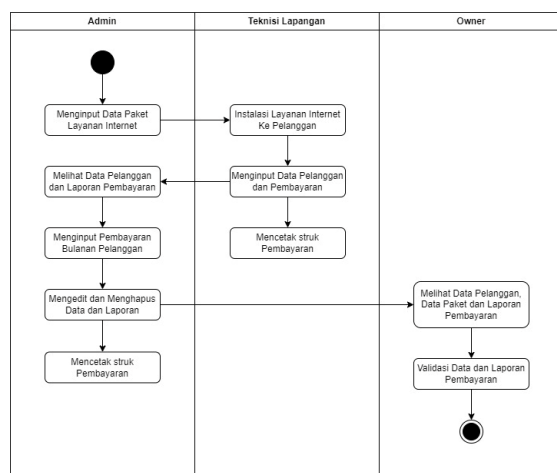 Admin
Teknisi Lapangan
Owner
Menginput Data Paket
Layanan Internet
Instalasi Layanan Internet
Ke Pelanggan
Melihat Data Pelanggan
dan Laporan Pembayaran
Menginput Data Pelanggan
dan Pembayaran
Menginput Pembayaran
Bulanan Pelanggan
Mencetak struk
Pembayaran
Mengedit dan Menghapus
Data dan Laporan
Melihat Data Pelanggan,
Data Paket dan Laporan
Pembayaran
Mencetak struk
Pembayaran
Validasi Data dan Laporan
Pembayaran